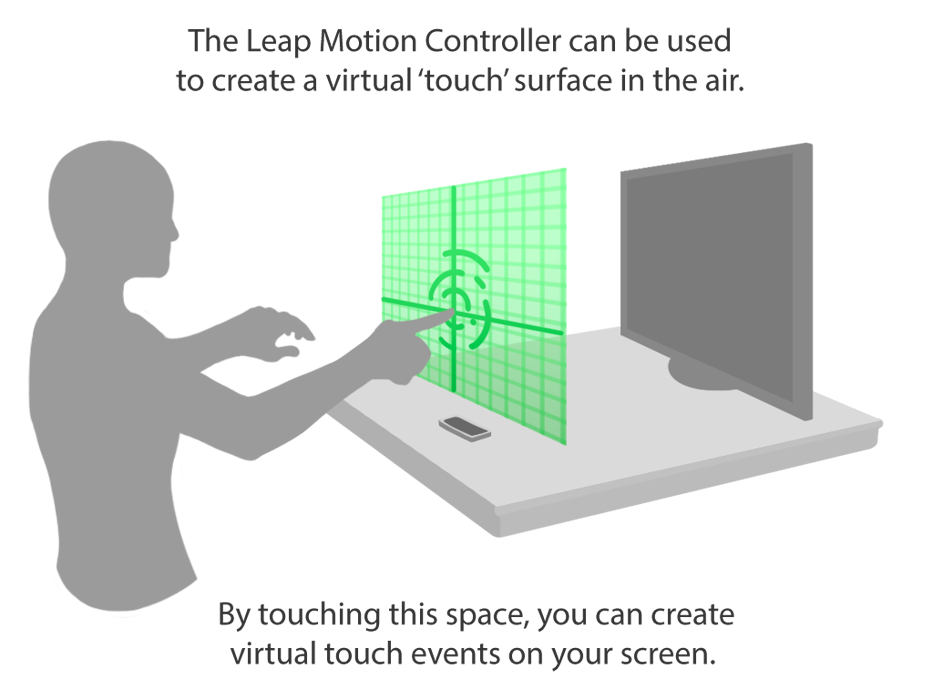 The Leap Motion Controller can be used
to create a virtual ‘touch’ surface in the air.
By touching this space, you can create
virtual touch events on your screen.